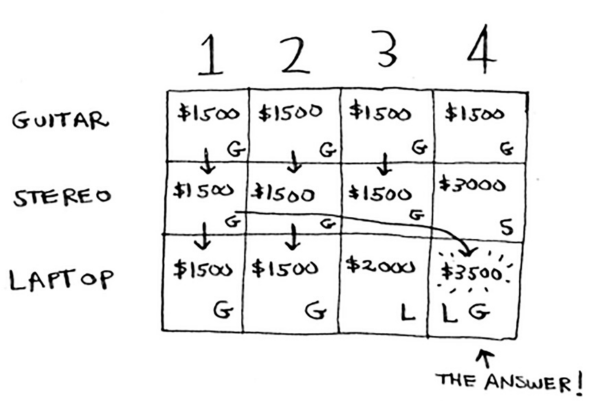 1 2 3 4
GUITAR $1500 G $1500 G $1500 G $1500 G
STEREO $1500 G $1500 G $1500 G $3000 S
LAPTOP $1500 G $1500 G $2000 L $3500 L G
THE ANSWER!